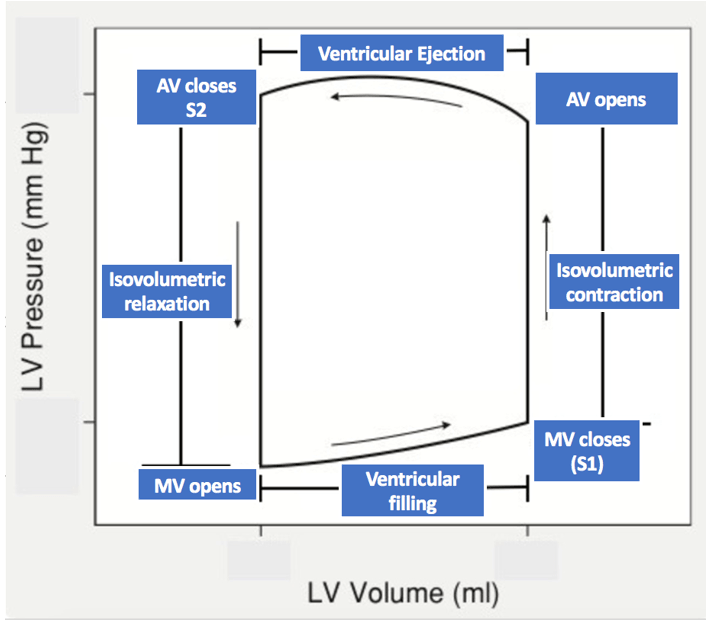 Ventricular Ejection
AV closes
S2
AV opens
LV Pressure (mm Hg)
Isovolumetric
relaxation
Isovolumetric
contraction
MV closes
(S1)
MV opens
Ventricular
filling
LV Volume (ml)